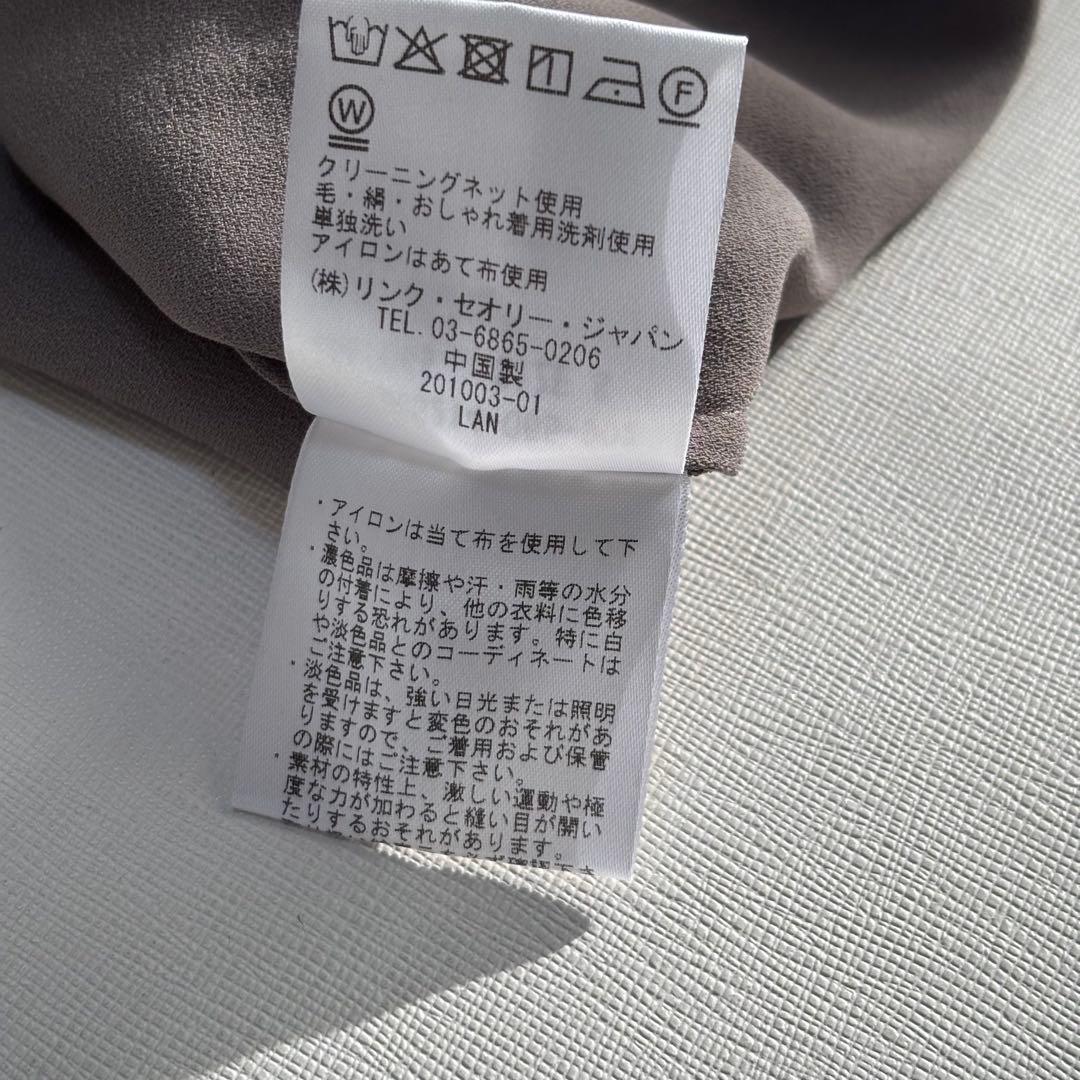 F
W
クリーニングネット使用
毛・絹・おしゃれ着用洗剤使用
単独洗い
アイロンはあて布使用
(株)リンク・セオリー・ジャパン
TEL.03-6865-0206
中国製
201003-01
LAN
・アイロンは当て布を使用して下
さい。
・濃色品は摩擦や汗・雨等の水分
の付着により、他の衣料に色移
りする恐れがあります。特に白
や淡色品とのコーディネートは
ご注意下さい。
・淡色品は、強い日光または照明
を受けますと変色のおそれがあ
りますので、ご着用および保管
の際にはご注意下さい。
・素材の特性上、激しい運動や極
度な力が加わると縫い目が開い
たりするおそれがあります。